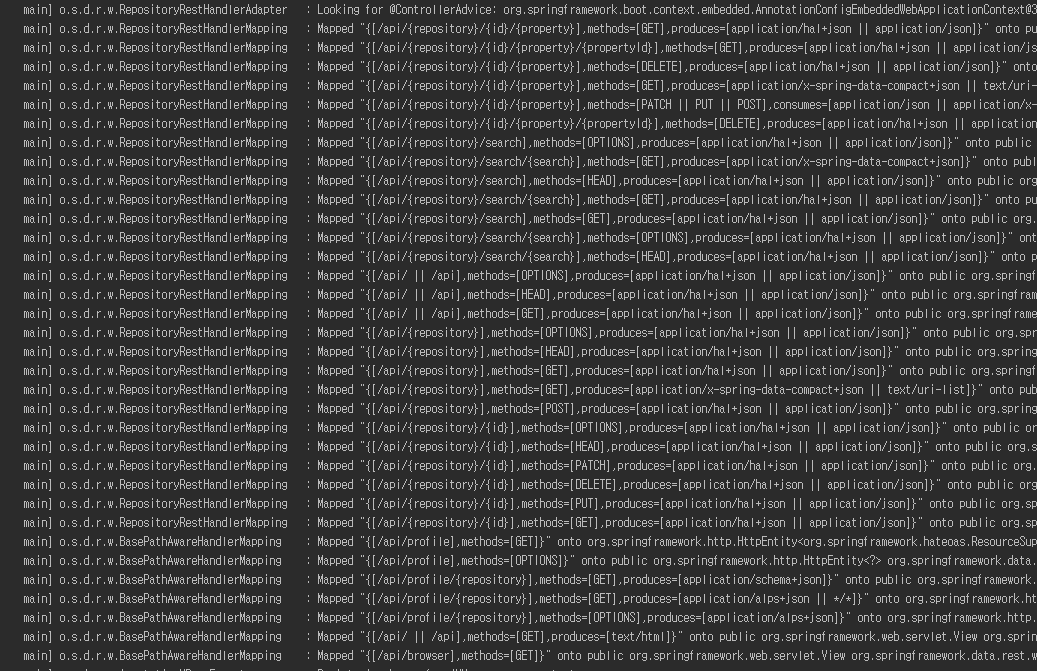 main] o.s.d.r.w.RepositoryRestHandlerAdapter : Looking for @ControllerAdvice: org.springframework.boot.context.embedded.AnnotationConfigEmbeddedWebApplicationContext@3
main] o.s.d.r.w.RepositoryRestHandlerMapping : Mapped "{[/api/{repository}/{id}/{property}],methods=[GET],produces=[application/hal+json || application/json]}" onto pu
main] o.s.d.r.w.RepositoryRestHandlerMapping : Mapped "{[/api/{repository}/{id}/{property}/{propertyId}],methods=[GET],produces=[application/hal+json || application/js
main] o.s.d.r.w.RepositoryRestHandlerMapping : Mapped "{[/api/{repository}/{id}/{property}],methods=[DELETE],produces=[application/hal+json || application/json]}" onto
main] o.s.d.r.w.RepositoryRestHandlerMapping : Mapped "{[/api/{repository}/{id}/{property}],methods=[GET],produces=[application/x-spring-data-compact+json || text/uri-
main] o.s.d.r.w.RepositoryRestHandlerMapping : Mapped "{[/api/{repository}/{id}/{property}],methods=[PATCH || PUT || POST],consumes=[application/json || application/x-
main] o.s.d.r.w.RepositoryRestHandlerMapping : Mapped "{[/api/{repository}/{id}/{property}/{propertyId}],methods=[DELETE],produces=[application/hal+json || application
main] o.s.d.r.w.RepositoryRestHandlerMapping : Mapped "{[/api/{repository}/search],methods=[OPTIONS],produces=[application/hal+json || application/json]}" onto public
main] o.s.d.r.w.RepositoryRestHandlerMapping : Mapped "{[/api/{repository}/search/{search}],methods=[GET],produces=[application/x-spring-data-compact+json]}" onto publ
main] o.s.d.r.w.RepositoryRestHandlerMapping : Mapped "{[/api/{repository}/search],methods=[HEAD],produces=[application/hal+json || application/json]}" onto public org
main] o.s.d.r.w.RepositoryRestHandlerMapping : Mapped "{[/api/{repository}/search/{search}],methods=[GET],produces=[application/hal+json || application/json]}" onto pu
main] o.s.d.r.w.RepositoryRestHandlerMapping : Mapped "{[/api/{repository}/search],methods=[GET],produces=[application/hal+json || application/json]}" onto public org.
main] o.s.d.r.w.RepositoryRestHandlerMapping : Mapped "{[/api/{repository}/search/{search}],methods=[OPTIONS],produces=[application/hal+json || application/json]}" ont
main] o.s.d.r.w.RepositoryRestHandlerMapping : Mapped "{[/api/{repository}/search/{search}],methods=[HEAD],produces=[application/hal+json || application/json]}" onto p
main] o.s.d.r.w.RepositoryRestHandlerMapping : Mapped "{[/api/ || /api],methods=[OPTIONS],produces=[application/hal+json || application/json]}" onto public org.springf
main] o.s.d.r.w.RepositoryRestHandlerMapping : Mapped "{[/api/ || /api],methods=[HEAD],produces=[application/hal+json || application/json]}" onto public org.springfram
main] o.s.d.r.w.RepositoryRestHandlerMapping : Mapped "{[/api/ || /api],methods=[GET],produces=[application/hal+json || application/json]}" onto public org.springframe
main] o.s.d.r.w.RepositoryRestHandlerMapping : Mapped "{[/api/{repository}],methods=[OPTIONS],produces=[application/hal+json || application/json]}" onto public org.spr
main] o.s.d.r.w.RepositoryRestHandlerMapping : Mapped "{[/api/{repository}],methods=[HEAD],produces=[application/hal+json || application/json]}" onto public org.spring
main] o.s.d.r.w.RepositoryRestHandlerMapping : Mapped "{[/api/{repository}],methods=[GET],produces=[application/hal+json || application/json]}" onto public org.springf
main] o.s.d.r.w.RepositoryRestHandlerMapping : Mapped "{[/api/{repository}],methods=[GET],produces=[application/x-spring-data-compact+json || text/uri-list]}" onto pub
main] o.s.d.r.w.RepositoryRestHandlerMapping : Mapped "{[/api/{repository}],methods=[POST],produces=[application/hal+json || application/json]}" onto public org.spring
main] o.s.d.r.w.RepositoryRestHandlerMapping : Mapped "{[/api/{repository}/{id}],methods=[OPTIONS],produces=[application/hal+json || application/json]}" onto public or
main] o.s.d.r.w.RepositoryRestHandlerMapping : Mapped "{[/api/{repository}/{id}],methods=[HEAD],produces=[application/hal+json || application/json]}" onto public org.s
main] o.s.d.r.w.RepositoryRestHandlerMapping : Mapped "{[/api/{repository}/{id}],methods=[PATCH],produces=[application/hal+json || application/json]}" onto public org.
main] o.s.d.r.w.RepositoryRestHandlerMapping : Mapped "{[/api/{repository}/{id}],methods=[DELETE],produces=[application/hal+json || application/json]}" onto public org
main] o.s.d.r.w.RepositoryRestHandlerMapping : Mapped "{[/api/{repository}/{id}],methods=[PUT],produces=[application/hal+json || application/json]}" onto public org.sp
main] o.s.d.r.w.RepositoryRestHandlerMapping : Mapped "{[/api/{repository}/{id}],methods=[GET],produces=[application/hal+json || application/json]}" onto public org.sp
main] o.s.d.r.w.BasePathAwareHandlerMapping : Mapped "{[/api/profile],methods=[GET]}" onto org.springframework.http.HttpEntity<org.springframework.hateoas.ResourceSup
main] o.s.d.r.w.BasePathAwareHandlerMapping : Mapped "{[/api/profile],methods=[OPTIONS]}" onto public org.springframework.http.HttpEntity<?> org.springframework.data.
main] o.s.d.r.w.BasePathAwareHandlerMapping : Mapped "{[/api/profile/{repository}],methods=[GET],produces=[application/schema+json]}" onto public org.springframework.
main] o.s.d.r.w.BasePathAwareHandlerMapping : Mapped "{[/api/profile/{repository}],methods=[GET],produces=[application/alps+json || */*]}" onto org.springframework.ht
main] o.s.d.r.w.BasePathAwareHandlerMapping : Mapped "{[/api/profile/{repository}],methods=[OPTIONS],produces=[application/alps+json]}" onto org.springframework.http.
main] o.s.d.r.w.BasePathAwareHandlerMapping : Mapped "{[/api/ || /api],methods=[GET],produces=[text/html]}" onto public org.springframework.web.servlet.View org.sprin
main] o.s.d.r.w.BasePathAwareHandlerMapping : Mapped "{[/api/browser],methods=[GET]}" onto public org.springframework.web.servlet.View org.springframework.data.rest.w